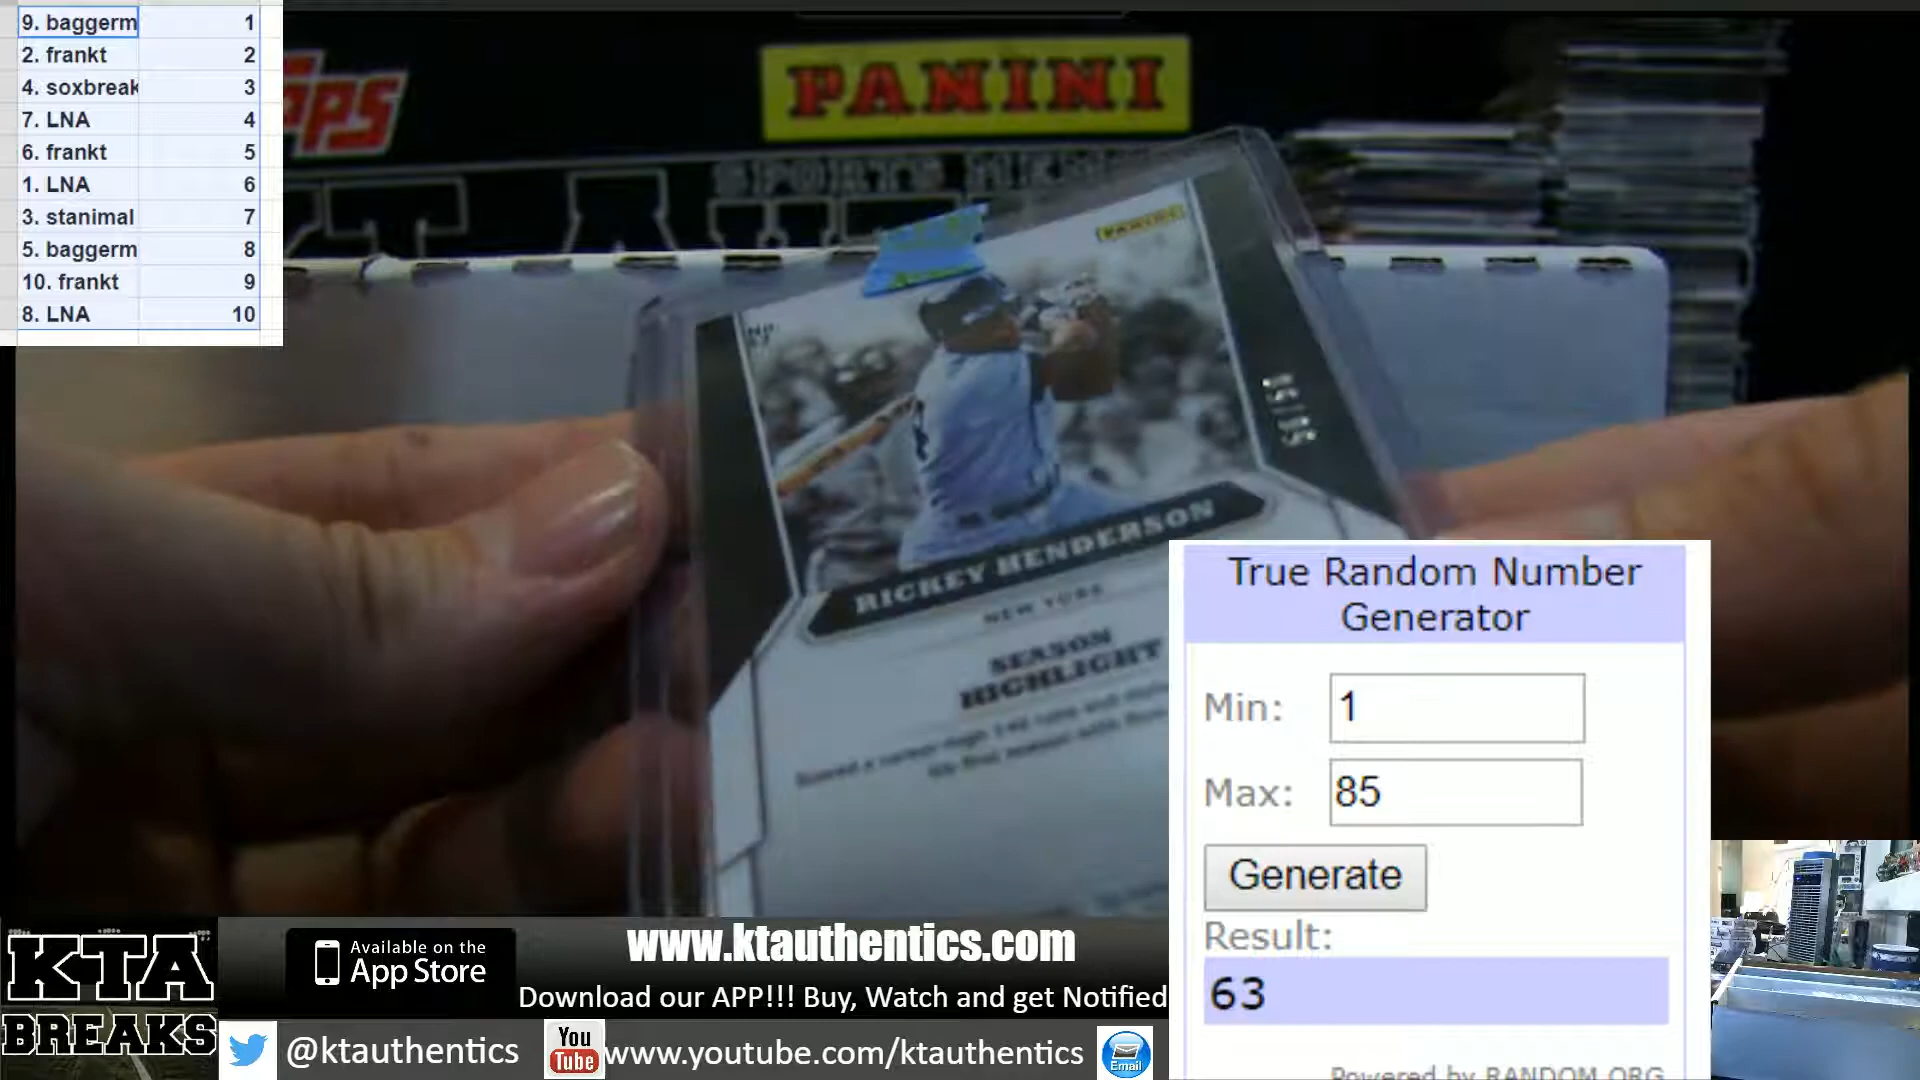 9. baggerm 1
2. frankt 2
4. soxbreak 3
7. LNA 4
6. frankt 5
1. LNA 6
3. stanimal 7
5. baggerm 8
10. frankt 9
8. LNA 10
PANINI
PANINI
RICKEY HENDERSON
NEW YORK
SEASON
HIGHLIGHT
True Random Number
Generator
Min: 1
Max: 85
Generate
Result:
63
Powered by RANDOM.ORG
KTA
BREAKS
Available on the
App Store
www.ktauthentics.com
Download our APP!!! Buy, Watch and get Notified
@ktauthentics
You
Tube
www.youtube.com/ktauthentics
Email